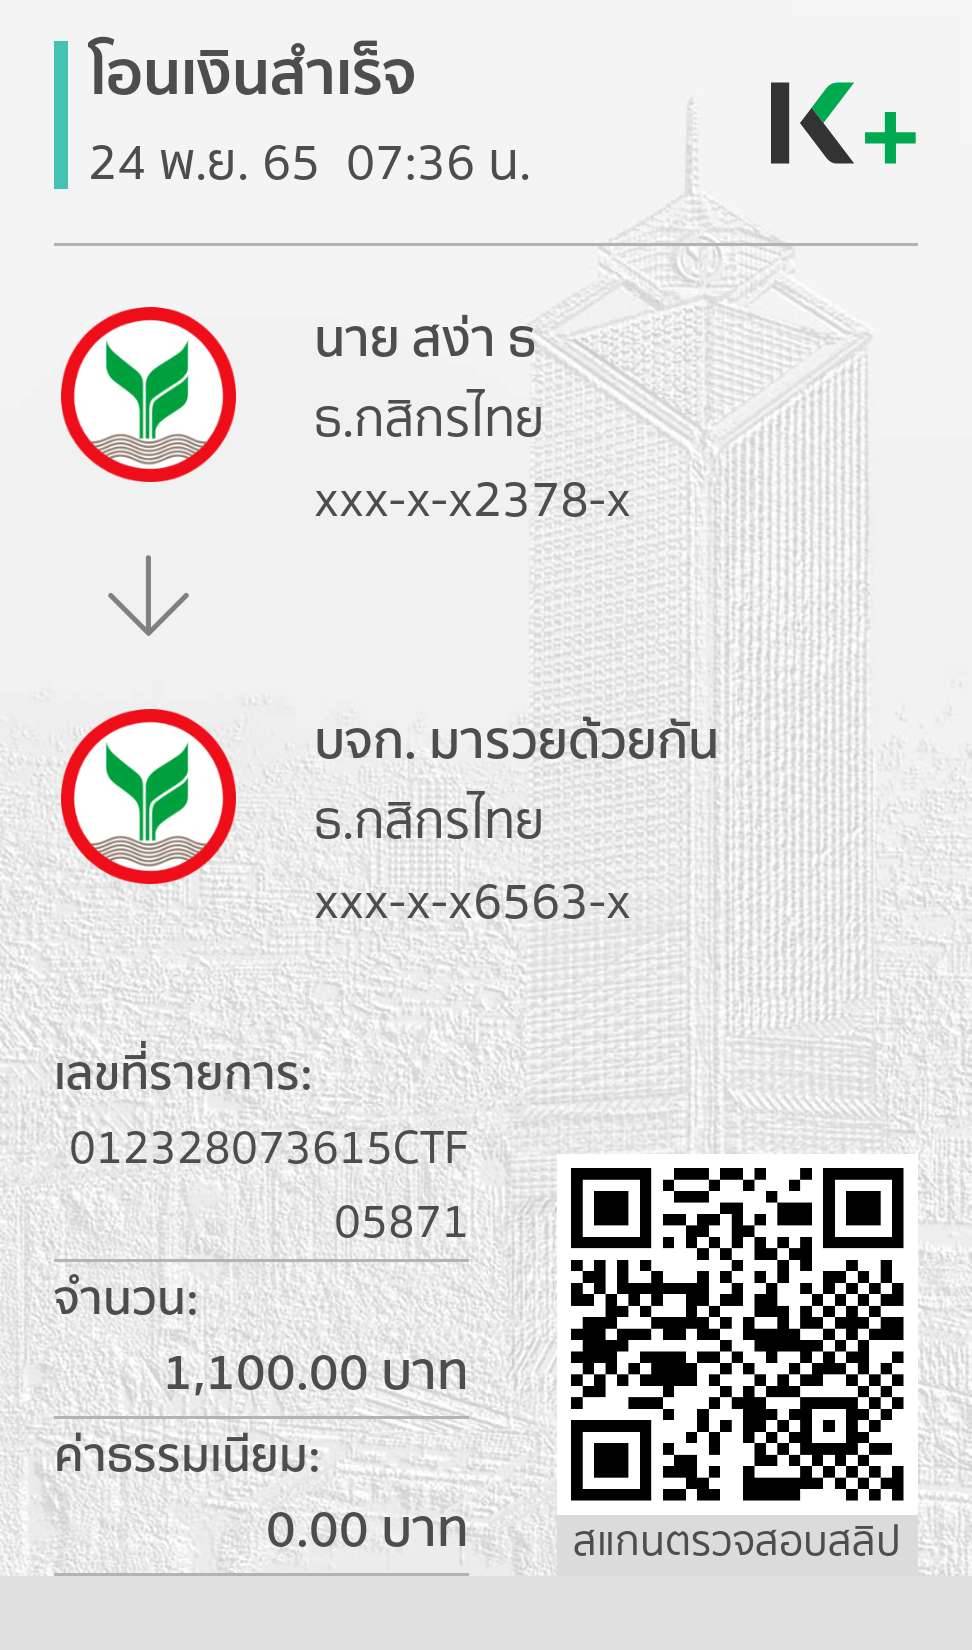 โอนเงินสำเร็จ
24 พ.ย. 65 07:36 น.
K+
นาย สง่า ธ
ธ.กสิกรไทย
xxx-x-x2378-x
บจก. มารวยด้วยกัน
ธ.กสิกรไทย
xxx-x-x6563-x
เลขที่รายการ:
012328073615CTF
05871
จำนวน:
1,100.00 บาท
ค่าธรรมเนียม:
0.00 บาท
สแกนตรวจสอบสลิป